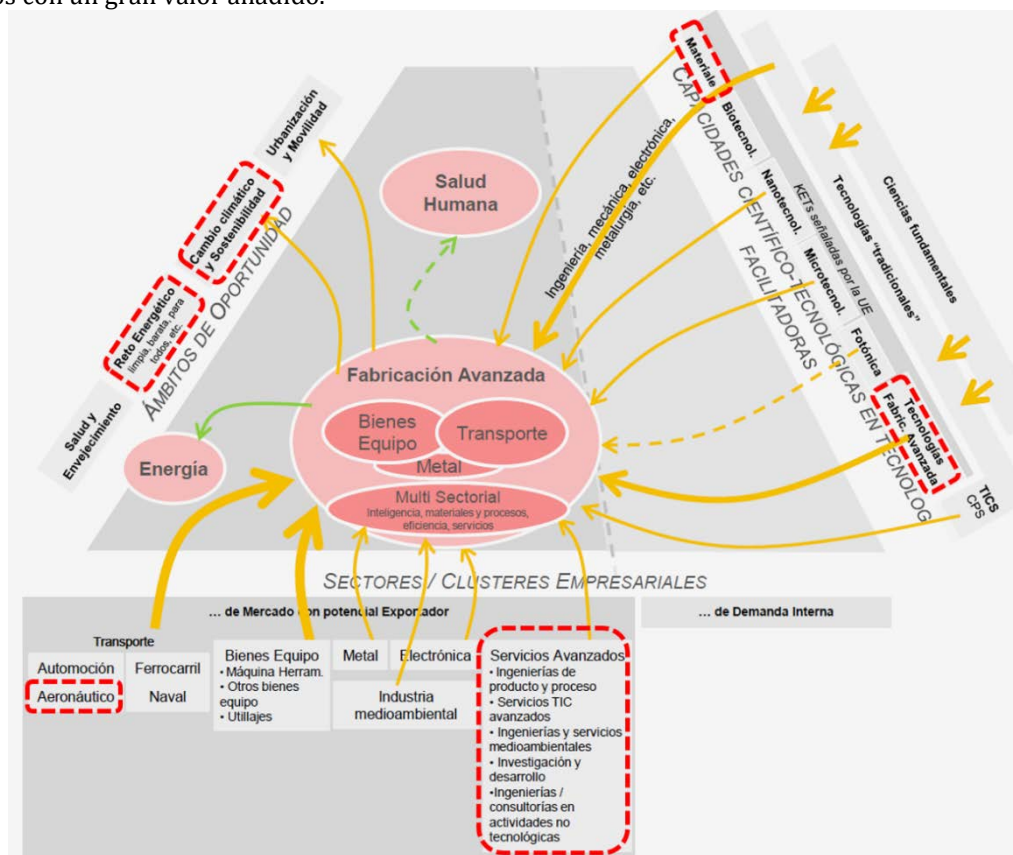 os con un gran valor añadido.
Urbanización
y Movilidad
Cambio climático
y Sostenibilidad
Reto Energético
limpia, barata, para
todos, etc.
Salud y
Envejecimiento
ÁMBITOS DE OPORTUNIDAD
Salud
Humana
Energía
Fabricación Avanzada
Bienes
Equipo
Transporte
Metal
Multi Sectorial
Inteligencia, materiales y procesos,
eficiencia, servicios
Ingeniería, mecánica, electrónica,
metalurgia, etc.
Materiale
Biotecnol.
Nanotecnol.
Microtecnol.
Fotónica
Tecnologías
Fabric. Avanzada
TICS
CPS
KETs señaladas por la UE
Tecnologías "tradicionales"
Ciencias fundamentales
CAPACIDADES CIENTÍFICO-TECNOLÓGICAS EN TECNOLOG
FACILITADORAS
SECTORES / CLUSTERES EMPRESARIALES
... de Mercado con potencial Exportador
... de Demanda Interna
Transporte
Automoción
Ferrocarril
Aeronáutico
Naval
Bienes Equipo
• Máquina Herram.
• Otros bienes
equipo
• Utillajes
Metal
Electrónica
Industria
medioambiental
Servicios Avanzados
• Ingenierías de
producto y proceso
• Servicios TIC
avanzados
• Ingenierías y servicios
medioambientales
• Investigación y
desarrollo
•Ingenierías /
consultorías en
actividades no
tecnológicas